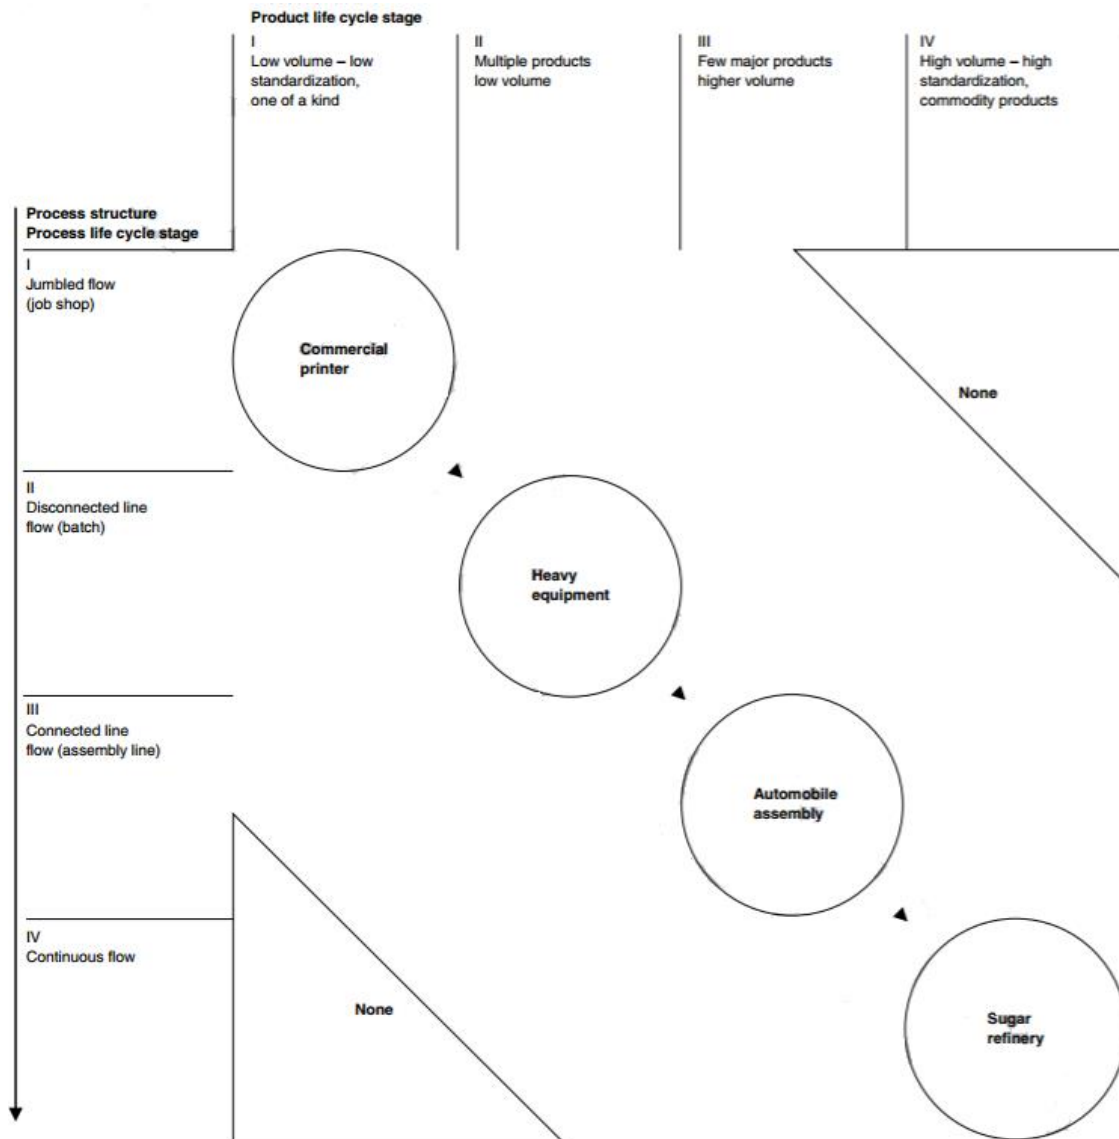 Product life cycle stage
I
Low volume – low
standardization,
one of a kind
II
Multiple products
low volume
III
Few major products
higher volume
IV
High volume – high
standardization,
commodity products
Process structure
Process life cycle stage
I
Jumbled flow
(job shop)
Commercial
printer
None
II
Disconnected line
flow (batch)
Heavy
equipment
III
Connected line
flow (assembly line)
Automobile
assembly
IV
Continuous flow
None
Sugar
refinery